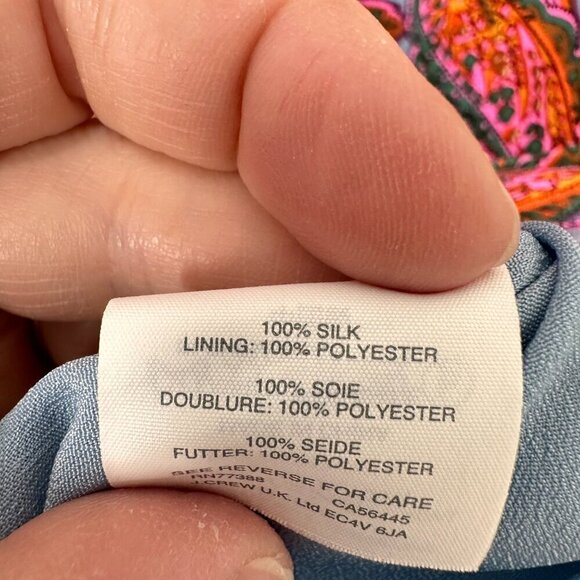 100% SILK
LINING: 100% POLYESTER
100% SOIE
DOUBLURE: 100% POLYESTER
100% SEIDE
FUTTER: 100% POLYESTER
SEE REVERSE FOR CARE
RN77388 CA56445
J.CREW U.K. Ltd EC4V 6JA